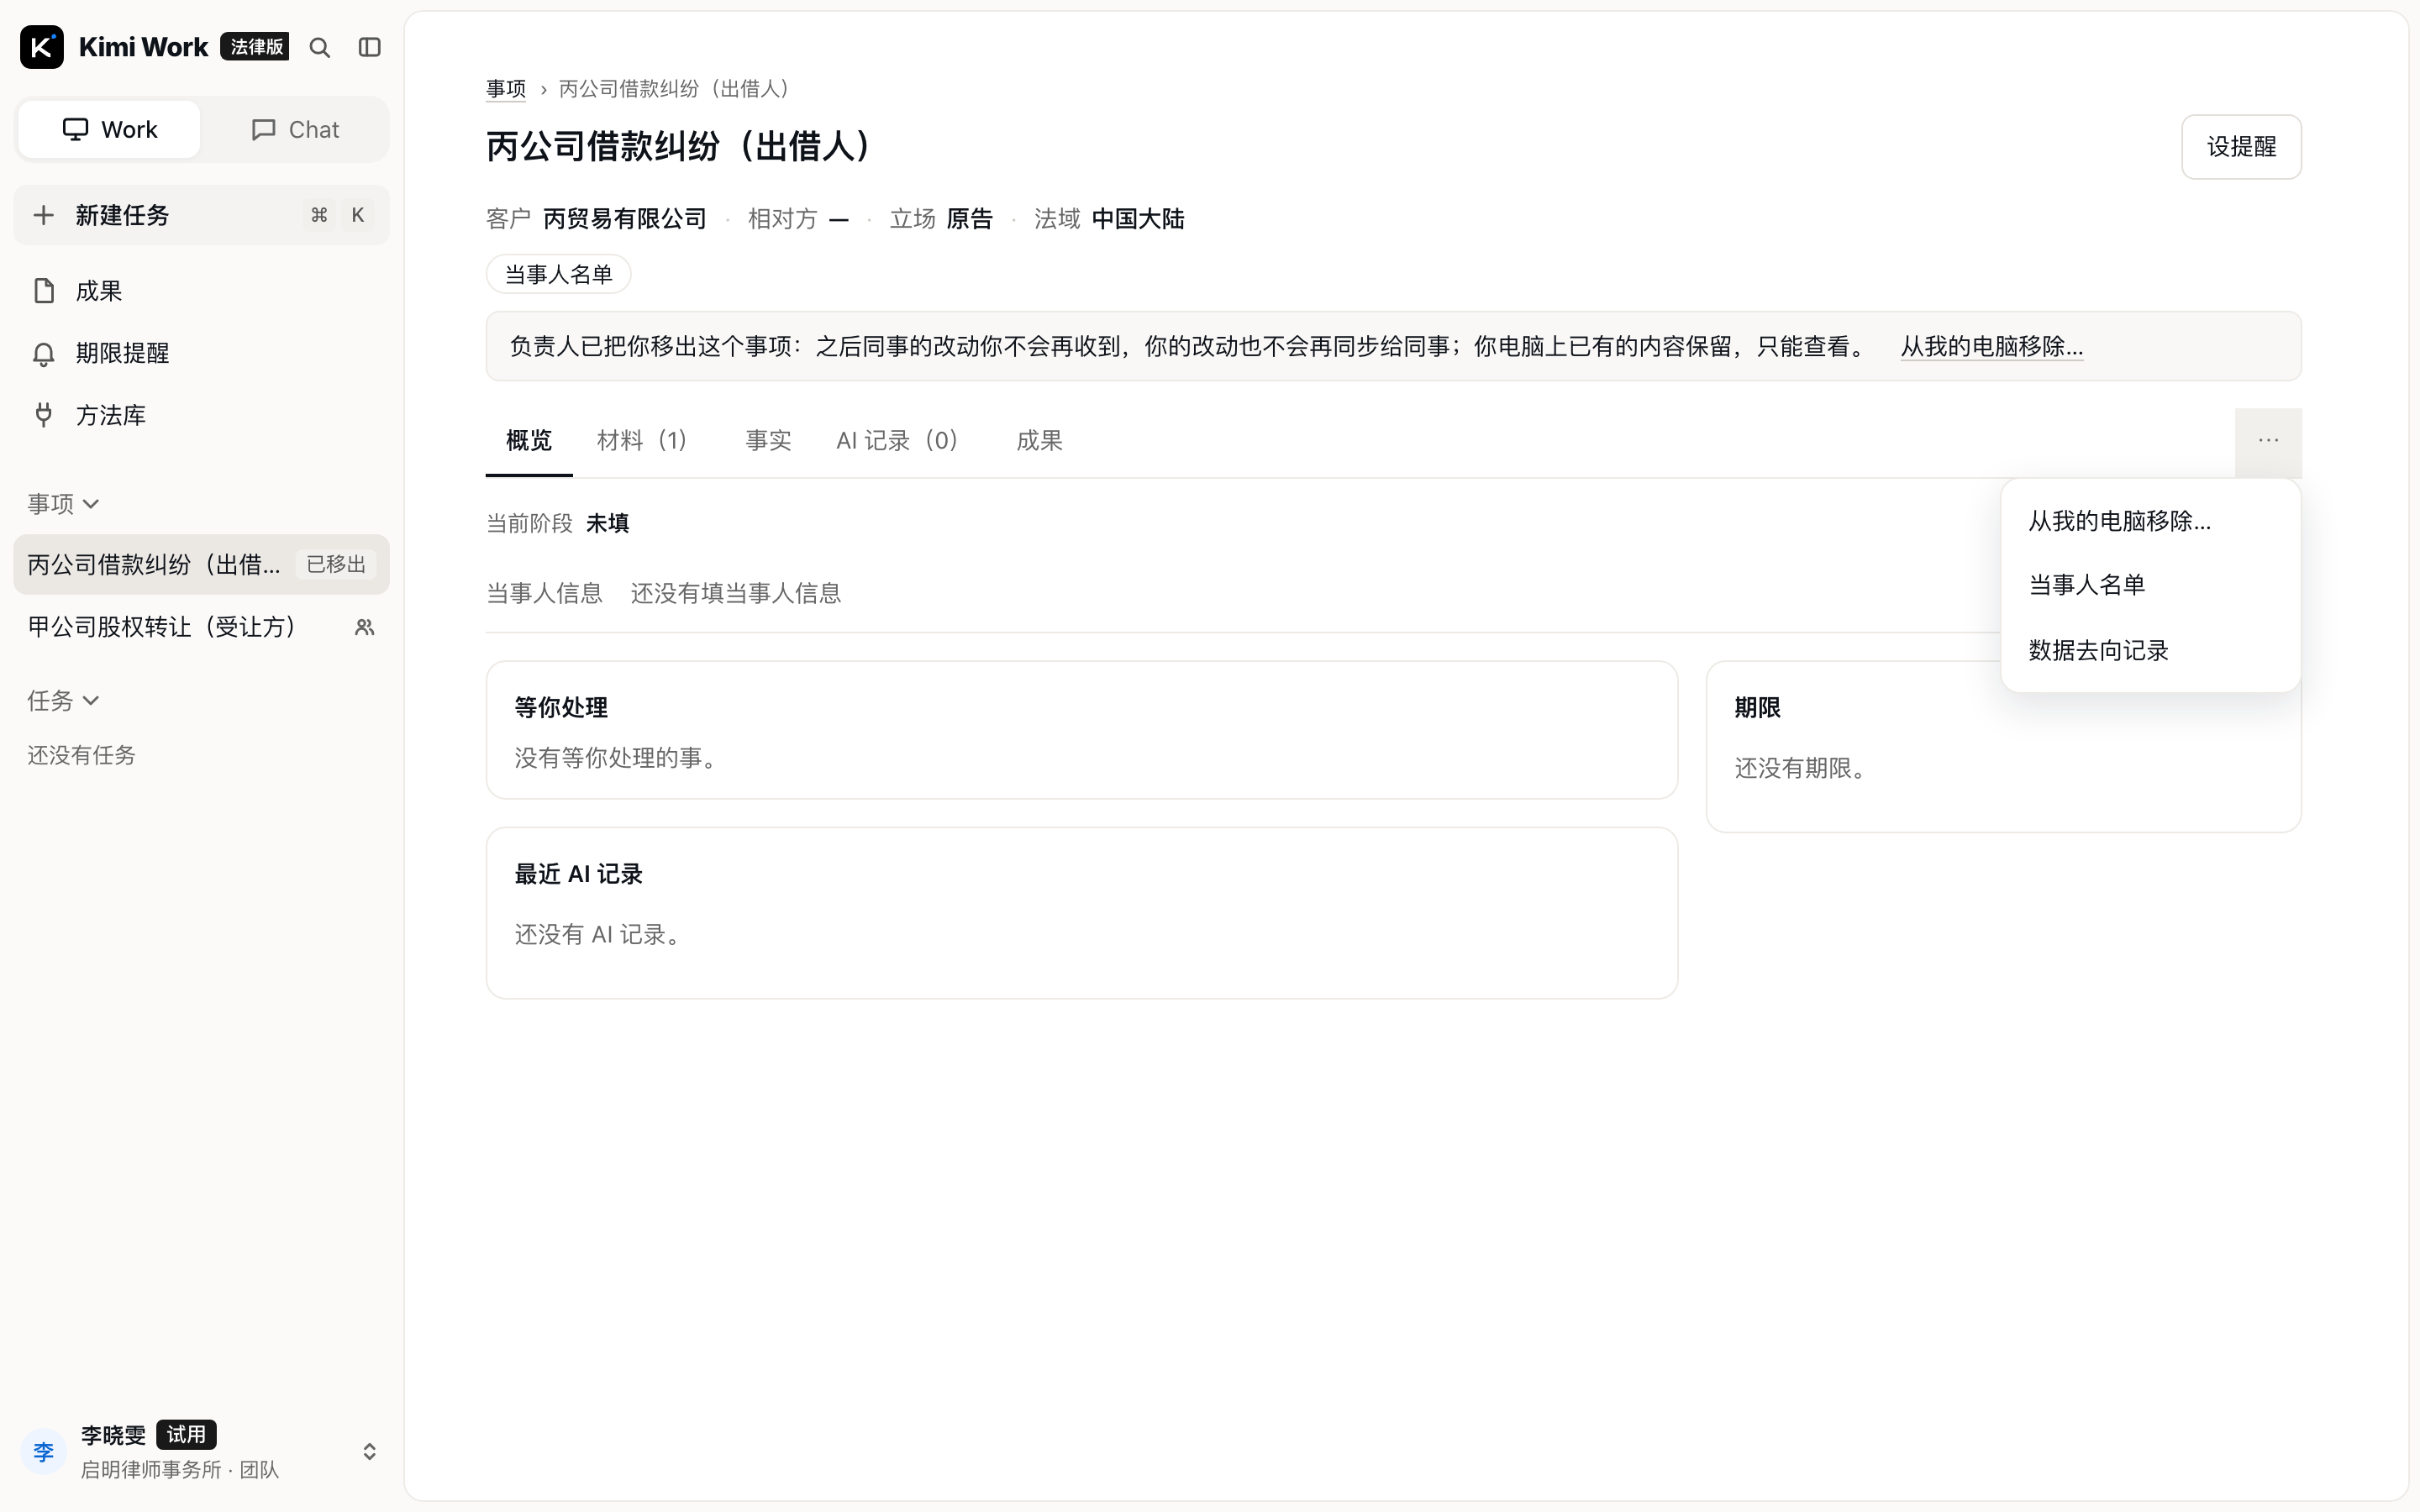 Kimi Work 法律版
Work
Chat
新建任务 ⌘ K
成果
期限提醒
方法库
事项
丙公司借款纠纷（出借... 已移出
甲公司股权转让（受让方）
任务
还没有任务
李 李晓雯 试用
启明律师事务所 · 团队
事项 › 丙公司借款纠纷（出借人）
丙公司借款纠纷（出借人）
设提醒
客户 丙贸易有限公司 · 相对方 — · 立场 原告 · 法域 中国大陆
当事人名单
负责人已把你移出这个事项：之后同事的改动你不会再收到，你的改动也不会再同步给同事；你电脑上已有的内容保留，只能查看。 从我的电脑移除...
概览 材料（1） 事实 AI 记录（0） 成果 ...
从我的电脑移除...
当事人名单
数据去向记录
当前阶段 未填
当事人信息 还没有填当事人信息
等你处理
没有等你处理的事。
期限
还没有期限。
最近 AI 记录
还没有 AI 记录。